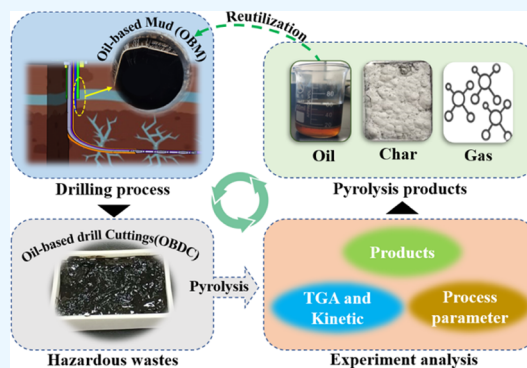 Oil-based Mud (OBM)
Reutilization
Oil
Char
Gas
Drilling process
Pyrolysis products
Oil-based drill Cuttings(OBDC)
Pyrolysis
Products
TGA and
Kinetic
Process
parameter
Hazardous wastes
Experiment analysis